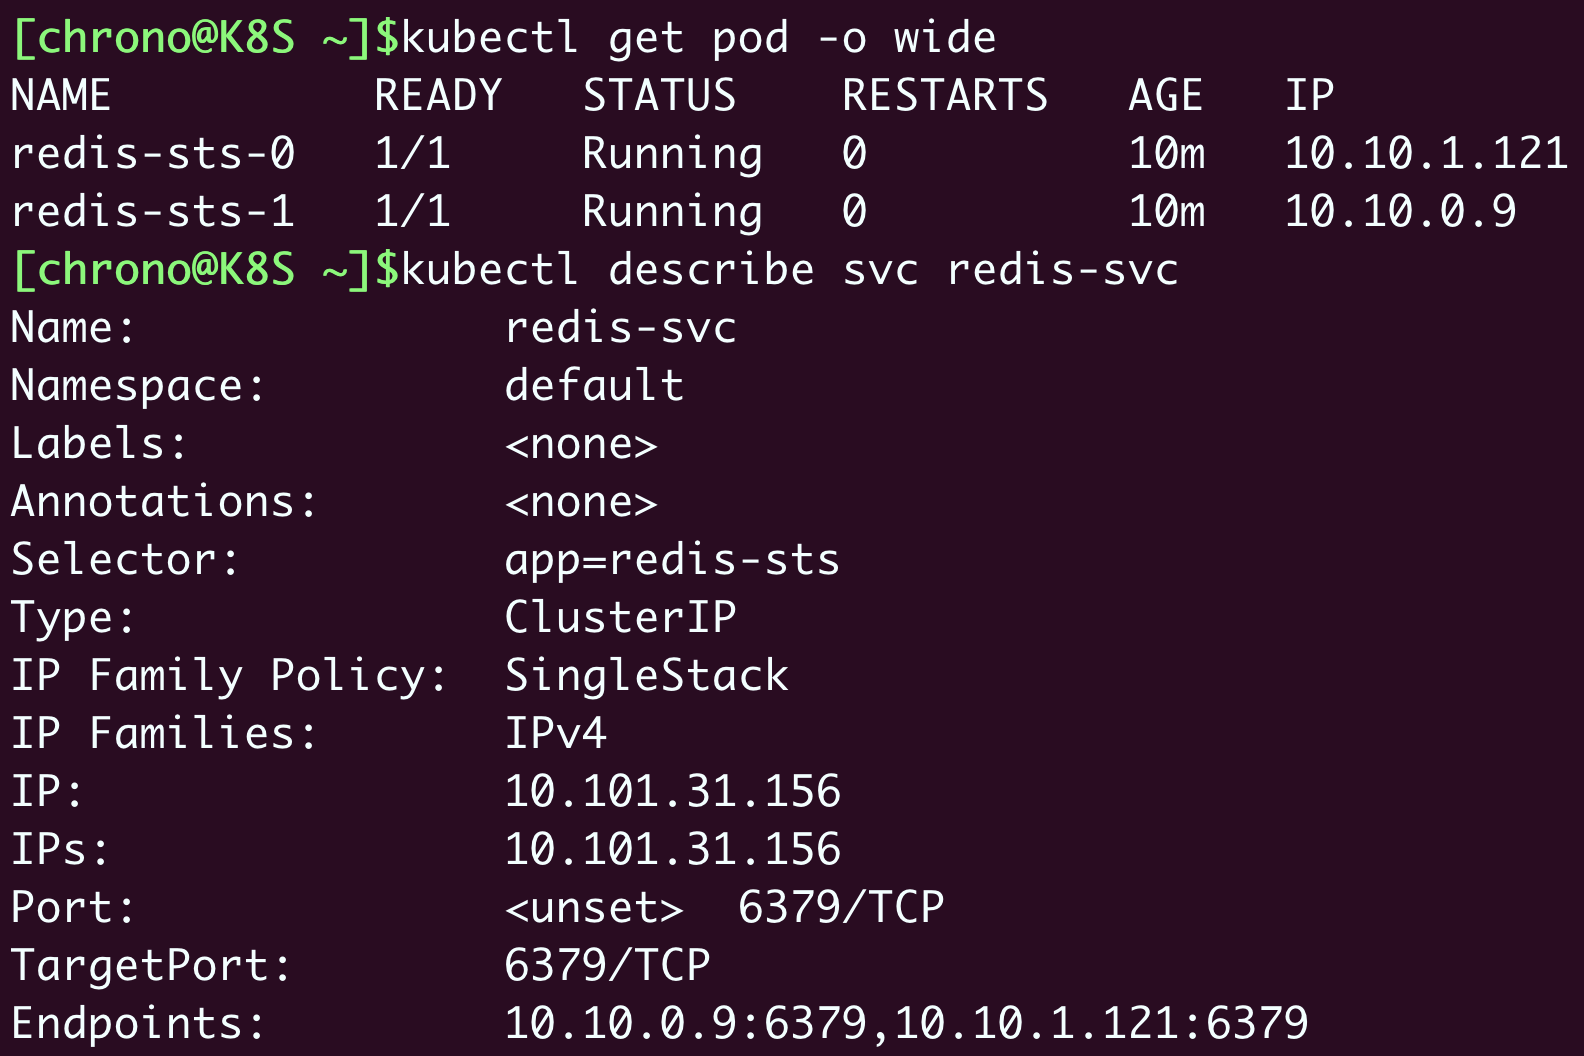 [chrono@K8S ~]$kubectl get pod -o wide
NAME          READY   STATUS    RESTARTS   AGE   IP
redis-sts-0   1/1     Running   0          10m   10.10.1.121
redis-sts-1   1/1     Running   0          10m   10.10.0.9
[chrono@K8S ~]$kubectl describe svc redis-svc
Name:              redis-svc
Namespace:         default
Labels:            <none>
Annotations:       <none>
Selector:          app=redis-sts
Type:              ClusterIP
IP Family Policy:  SingleStack
IP Families:       IPv4
IP:                10.101.31.156
IPs:               10.101.31.156
Port:              <unset>  6379/TCP
TargetPort:        6379/TCP
Endpoints:         10.10.0.9:6379,10.10.1.121:6379